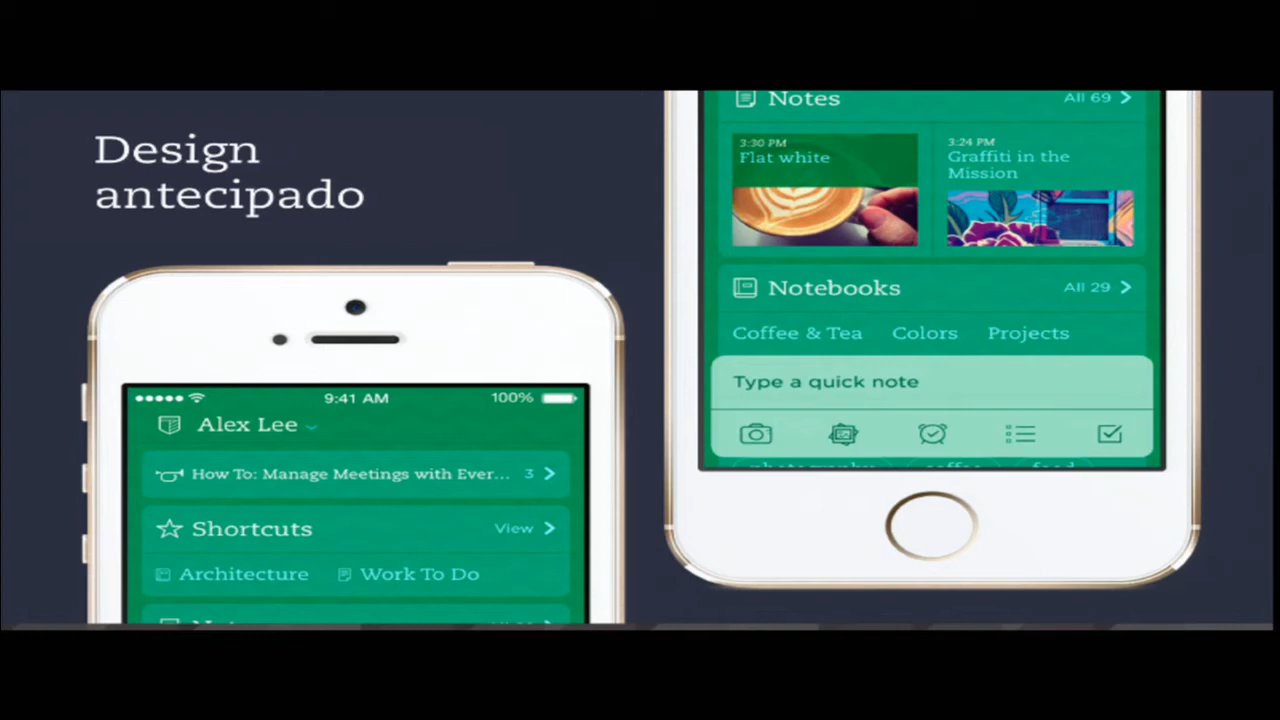 Design
antecipado
9:41 AM
100%
Alex Lee
How To: Manage Meetings with Ever... 3
Shortcuts View
Architecture Work To Do
Notes All 69
3:30 PM
Flat white
3:24 PM
Graffiti in the
Mission
Notebooks All 29
Coffee & Tea Colors Projects
Type a quick note